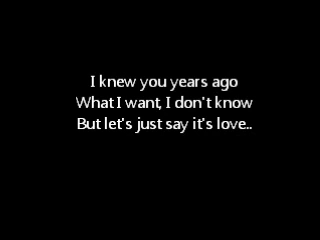 I knew you years ago
What I want, I don't know
But let's just say it's love..